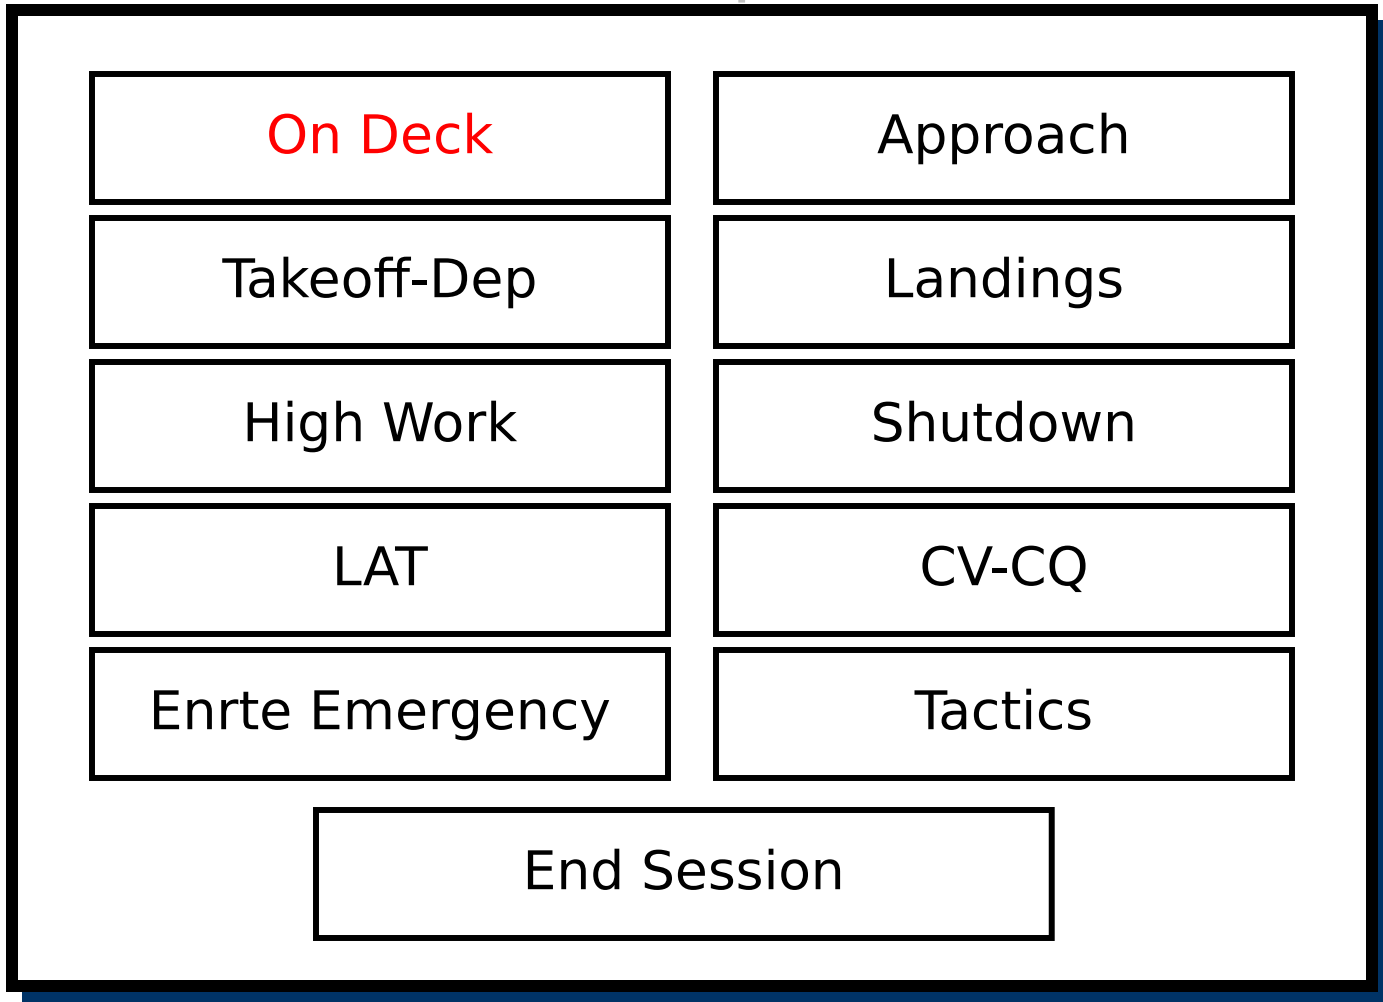 On Deck
Approach
Takeoff-Dep
Landings
High Work
Shutdown
LAT
CV-CQ
Enrte Emergency
Tactics
End Session